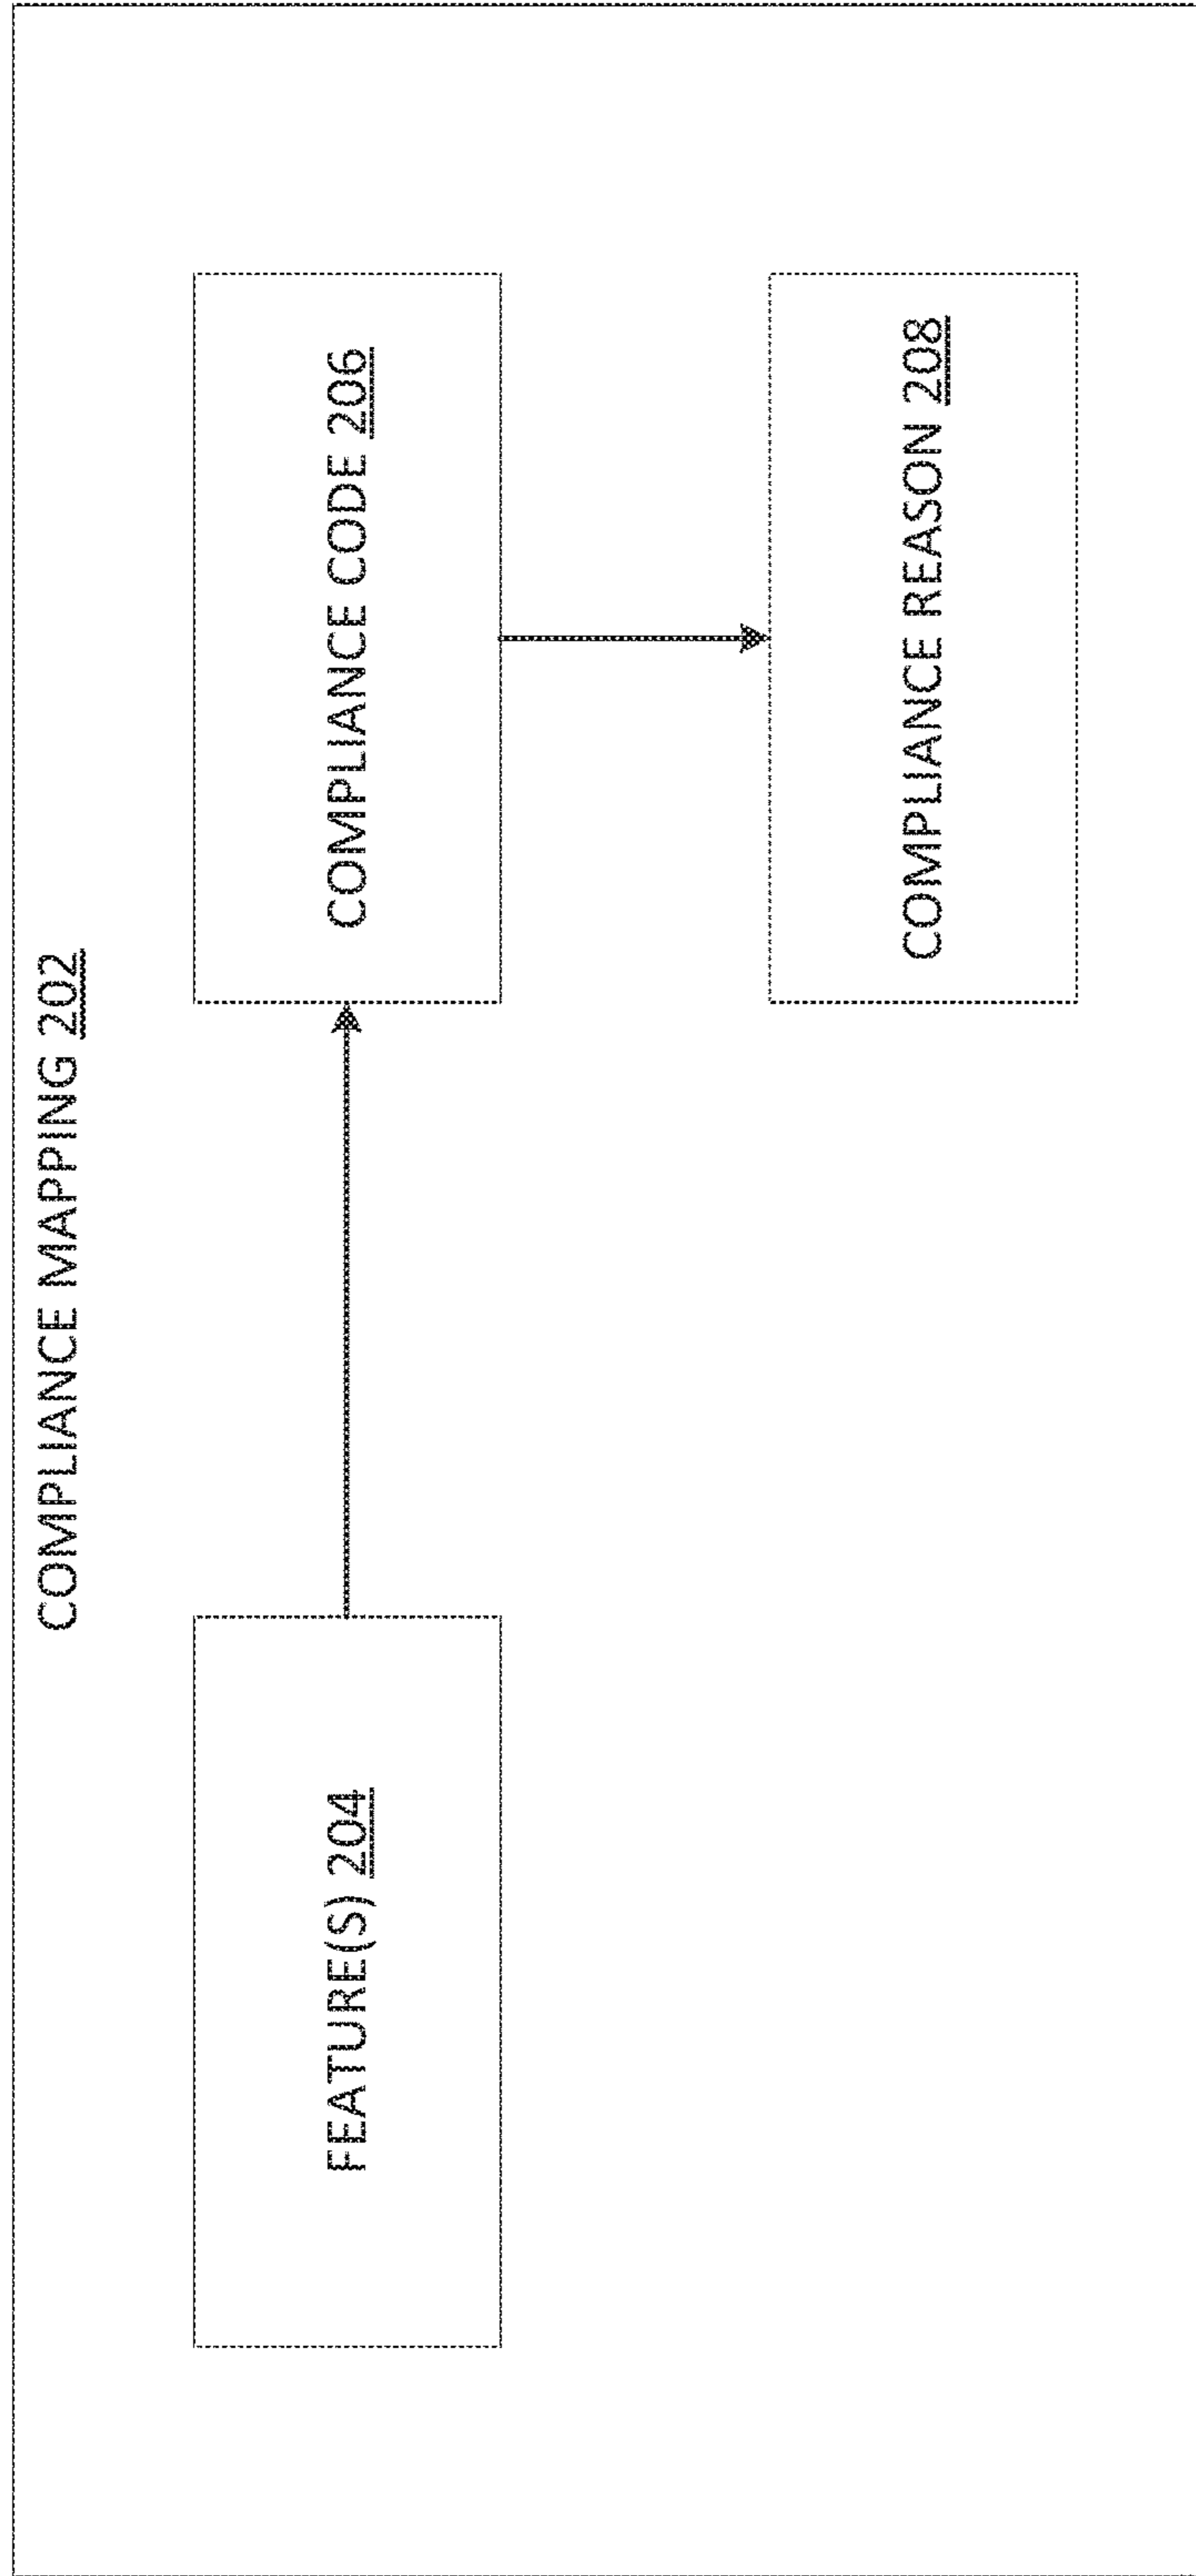 COMPLIANCE MAPPING 202
FEATURE(S) 204
COMPLIANCE CODE 206
COMPLIANCE REASON 208